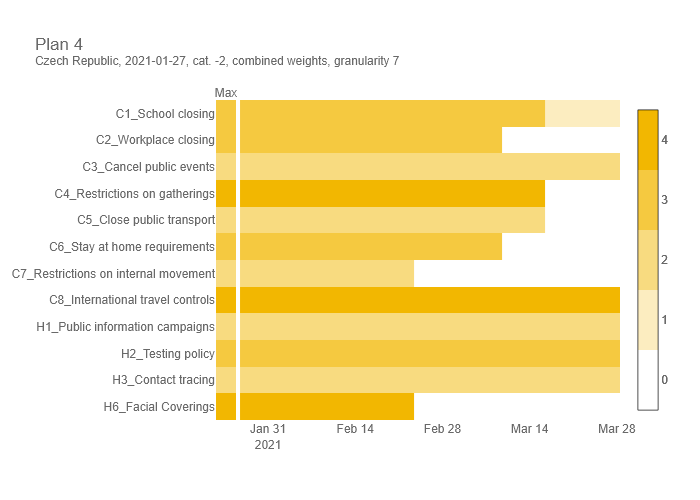 Plan 4
Czech Republic, 2021-01-27, cat. -2, combined weights, granularity 7
Max
C1_School closing
C2_Workplace closing
C3_Cancel public events
C4_Restrictions on gatherings
C5_Close public transport
C6_Stay at home requirements
C7_Restrictions on internal movement
C8_International travel controls
H1_Public information campaigns
H2_Testing policy
H3_Contact tracing
H6_Facial Coverings
Jan 31 Feb 14 Feb 28 Mar 14 Mar 28
2021
4
3
2
1
0